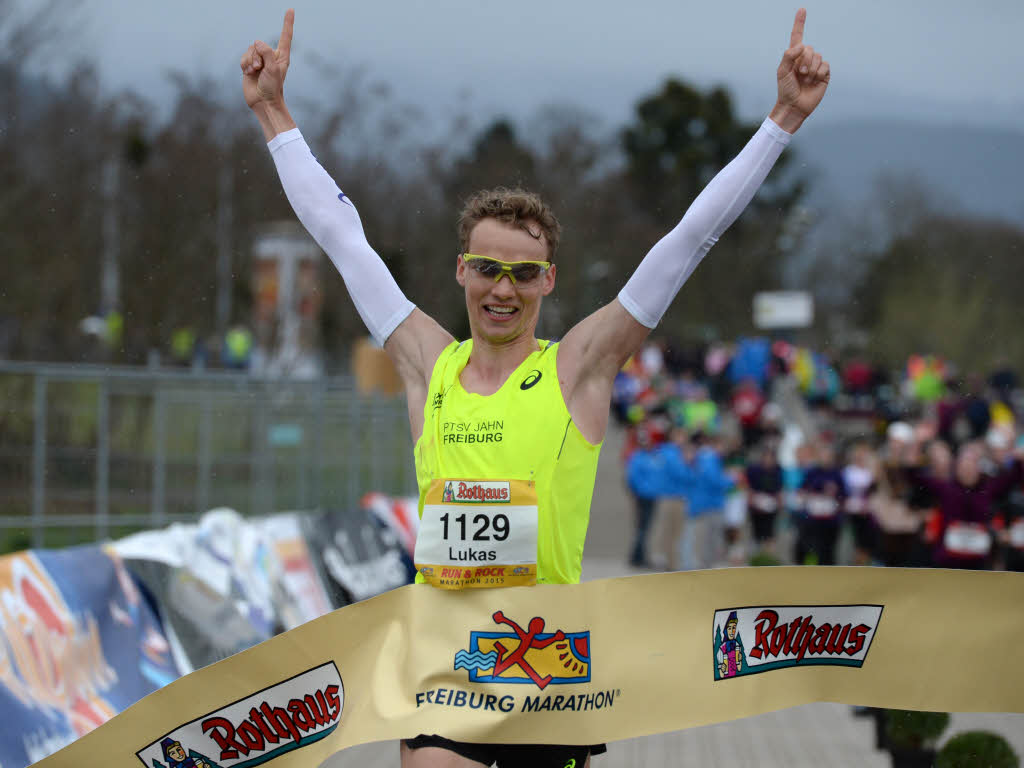 PTSV JAHN
FREIBURG
Rothaus
1129
Lukas
RUN & ROCK
MARATHON 2015
Rothaus
FREIBURG MARATHON®
Rothaus